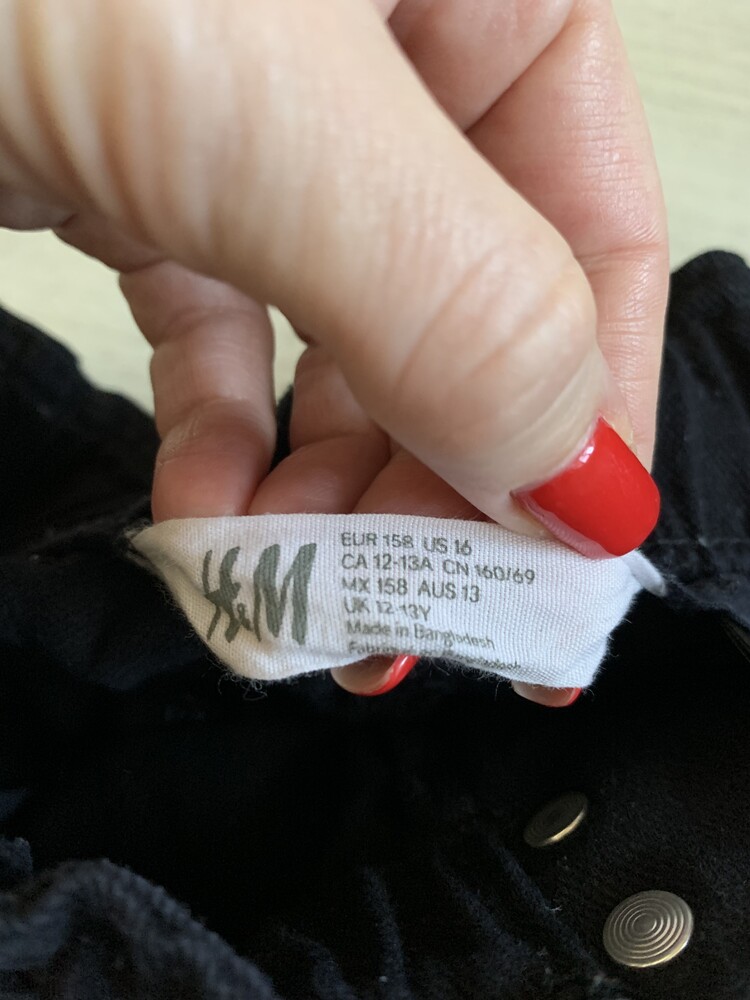 H&M
EUR 158 US 16
CA 12-13A CN 160/69
MX 158 AUS 13
UK 12-13Y
Made in Bangladesh